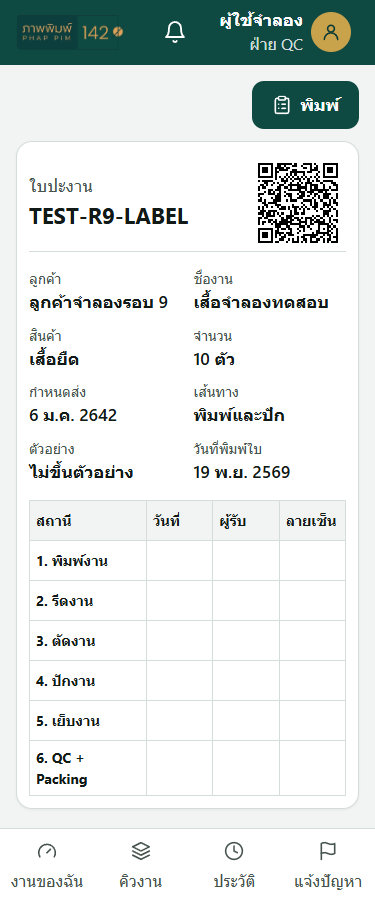 ภาพพิมพ์
PHAP PIM
142
ผู้ใช้จำลอง
ฝ่าย QC
พิมพ์
ใบปะงาน
TEST-R9-LABEL
ลูกค้า
ลูกค้าจำลองรอบ 9
ชื่องาน
เสื้อจำลองทดสอบ
สินค้า
เสื้อยืด
จำนวน
10 ตัว
กำหนดส่ง
6 ม.ค. 2642
เส้นทาง
พิมพ์และปัก
ตัวอย่าง
ไม่ขึ้นตัวอย่าง
วันที่พิมพ์ใบ
19 พ.ย. 2569
สถานี วันที่ ผู้รับ ลายเซ็น
1. พิมพ์งาน
2. รีดงาน
3. ตัดงาน
4. ปักงาน
5. เย็บงาน
6. QC +
Packing
งานของฉัน คิวงาน ประวัติ แจ้งปัญหา